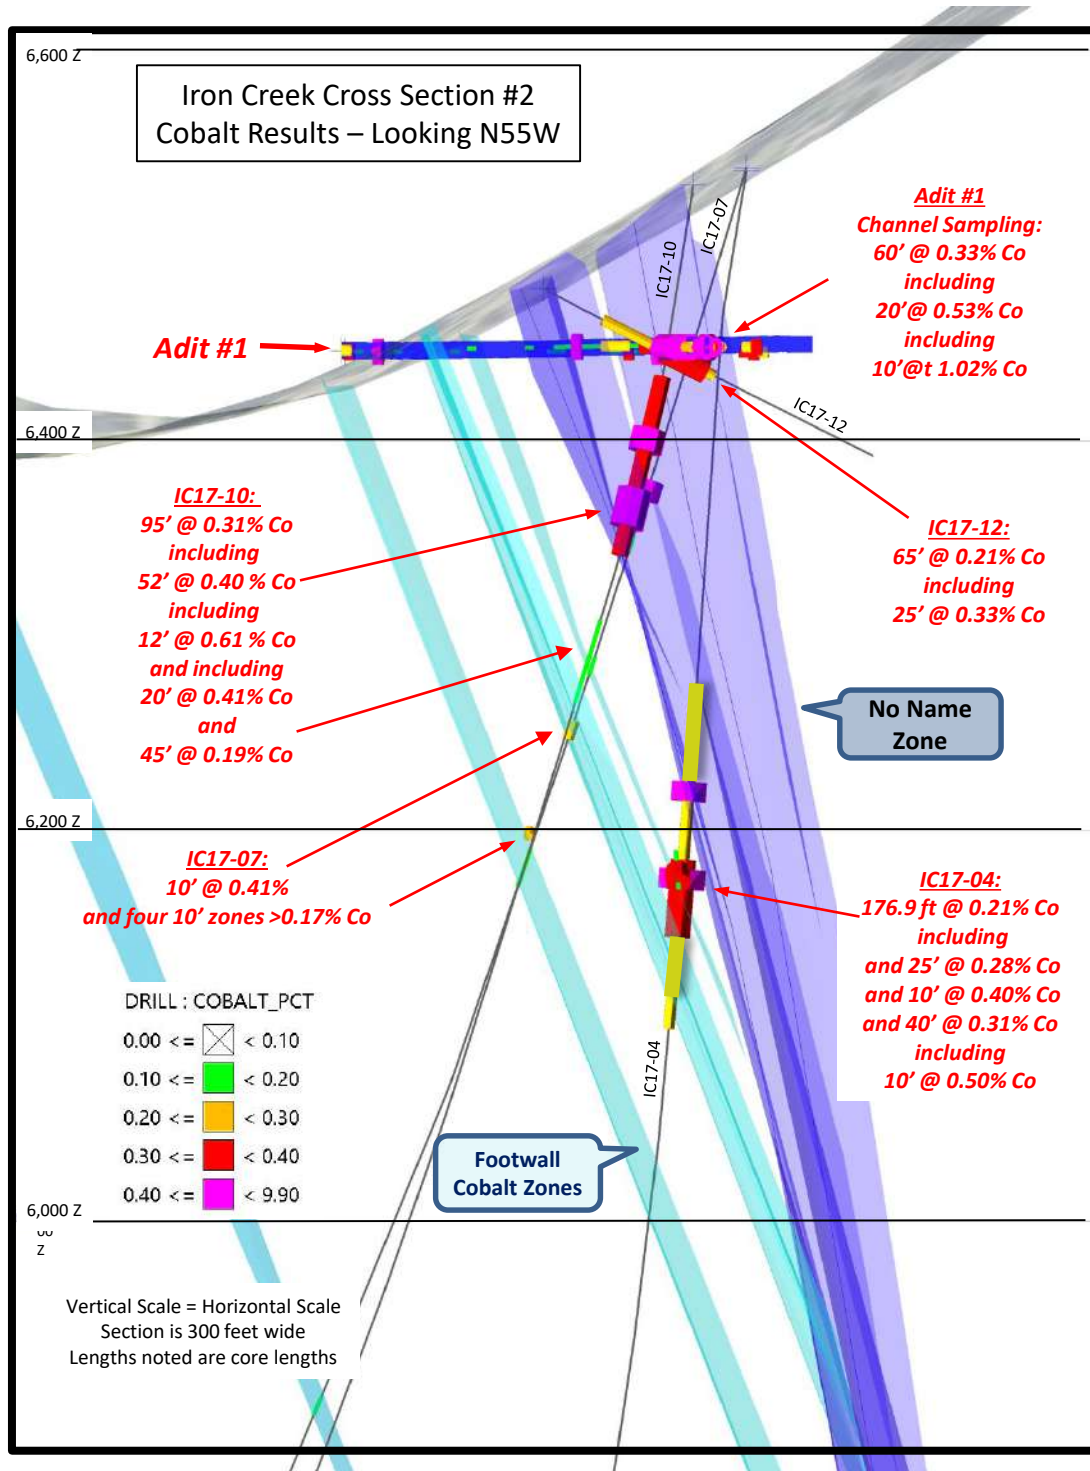 6,600 Z
Iron Creek Cross Section #2
Cobalt Results – Looking N55W
IC17-10
IC17-07
Adit #1
Channel Sampling:
60’ @ 0.33% Co
including
20’@ 0.53% Co
including
10’@t 1.02% Co
Adit #1
IC17-12
6,400 Z
IC17-10:
95’ @ 0.31% Co
including
52’ @ 0.40 % Co
including
12’ @ 0.61 % Co
and including
20’ @ 0.41% Co
and
45’ @ 0.19% Co
IC17-12:
65’ @ 0.21% Co
including
25’ @ 0.33% Co
No Name
Zone
6,200 Z
IC17-07:
10’ @ 0.41%
and four 10’ zones >0.17% Co
IC17-04:
176.9 ft @ 0.21% Co
including
and 25’ @ 0.28% Co
and 10’ @ 0.40% Co
and 40’ @ 0.31% Co
including
10’ @ 0.50% Co
IC17-04
DRILL : COBALT_PCT
0.00 <= < 0.10
0.10 <= < 0.20
0.20 <= < 0.30
0.30 <= < 0.40
0.40 <= < 9.90
Footwall
Cobalt Zones
6,000 Z
Z
Vertical Scale = Horizontal Scale
Section is 300 feet wide
Lengths noted are core lengths